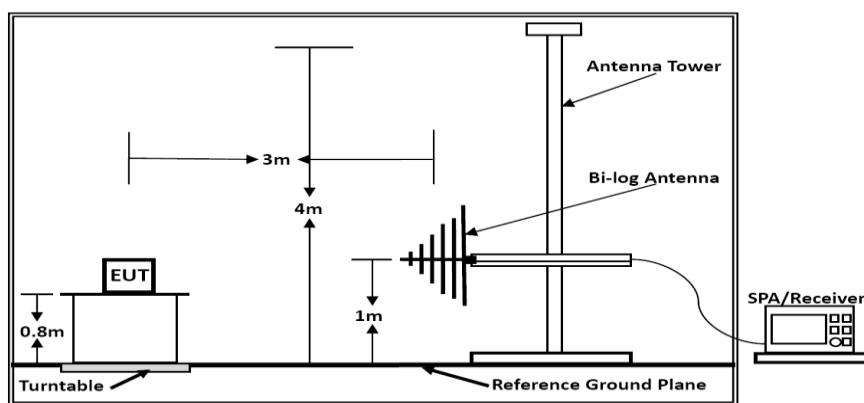 Antenna Tower
3m
Bi-log Antenna
4m
EUT
0.8m
1m
SPA/Receiver
Turntable
Reference Ground Plane